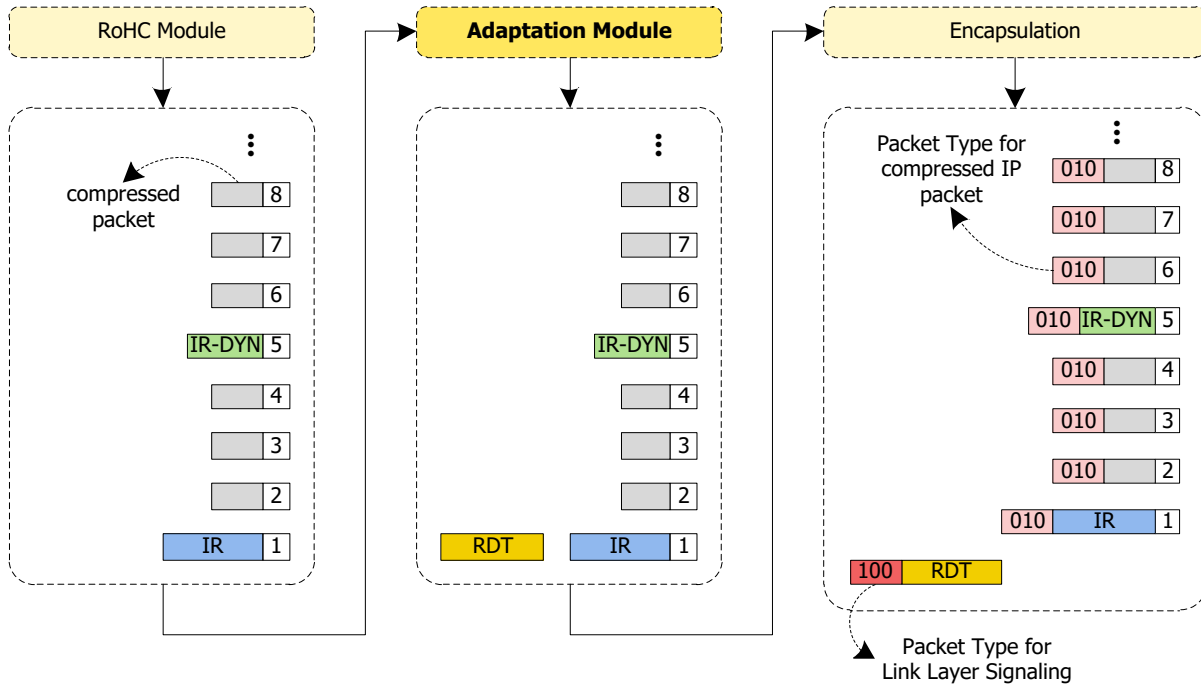 RoHC Module
Adaptation Module
Encapsulation
compressed
packet
8
7
6
IR-DYN 5
4
3
2
IR 1
8
7
6
IR-DYN 5
4
3
2
RDT IR 1
Packet Type for
compressed IP
packet
010 8
010 7
010 6
010 IR-DYN 5
010 4
010 3
010 2
010 IR 1
100 RDT
Packet Type for
Link Layer Signaling